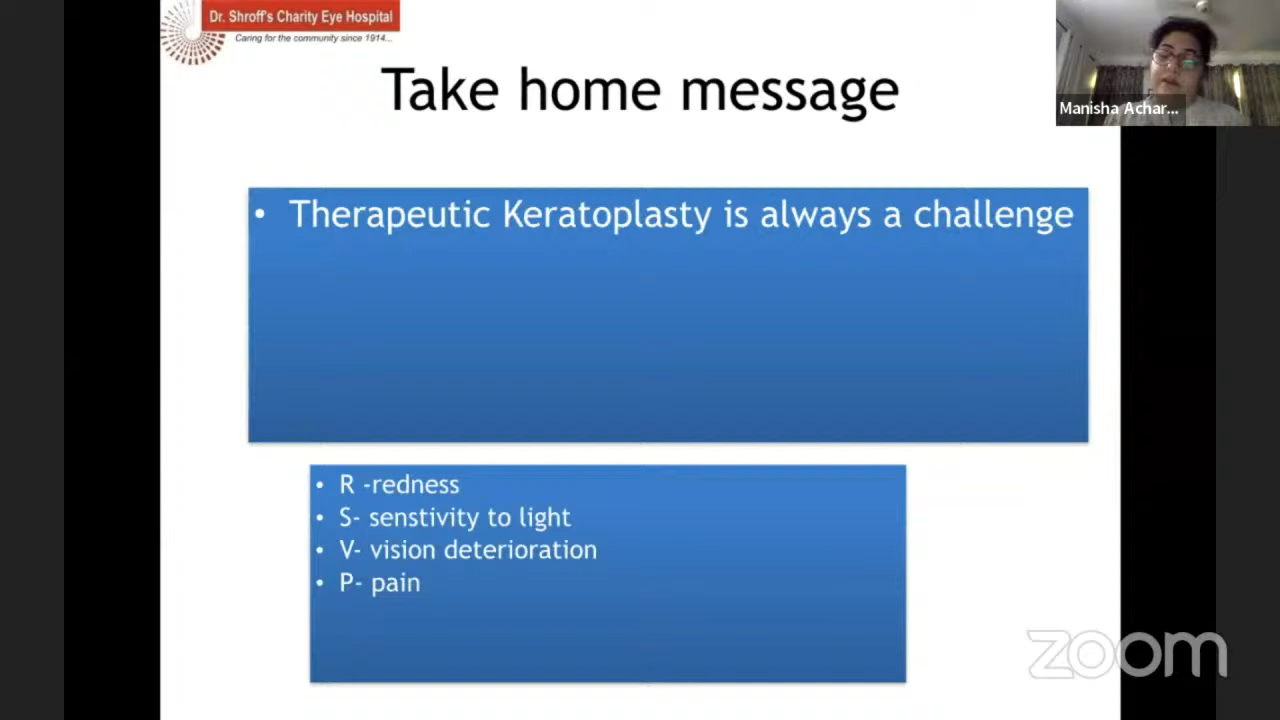 Dr. Shroff's Charity Eye Hospital
Caring for the community since 1914...
Take home message
Manisha Achar...
• Therapeutic Keratoplasty is always a challenge
• R -redness
• S- senstivity to light
• V- vision deterioration
• P- pain
zoom